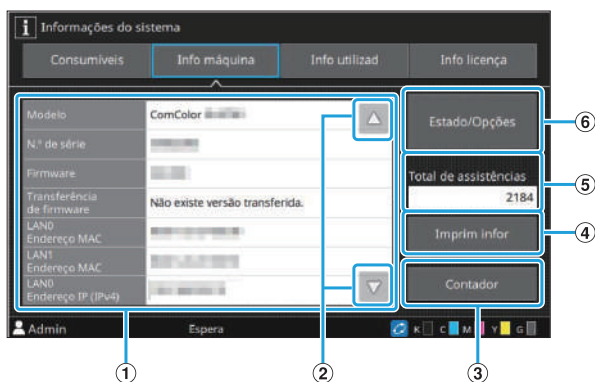 Informações do sistema
Consumíveis
Info máquina
Info utilizad
Info licença
Modelo
ComColor
N.º de série
Firmware
Transferência
de firmware
Não existe versão transferida.
LAN0
Endereço MAC
LAN1
Endereço MAC
LAN0
Endereço IP (IPv4)
Estado/Opções
Total de assistências
2184
Imprim infor
Contador
Admin
Espera
K C M Y G
6
5
4
1
2
3